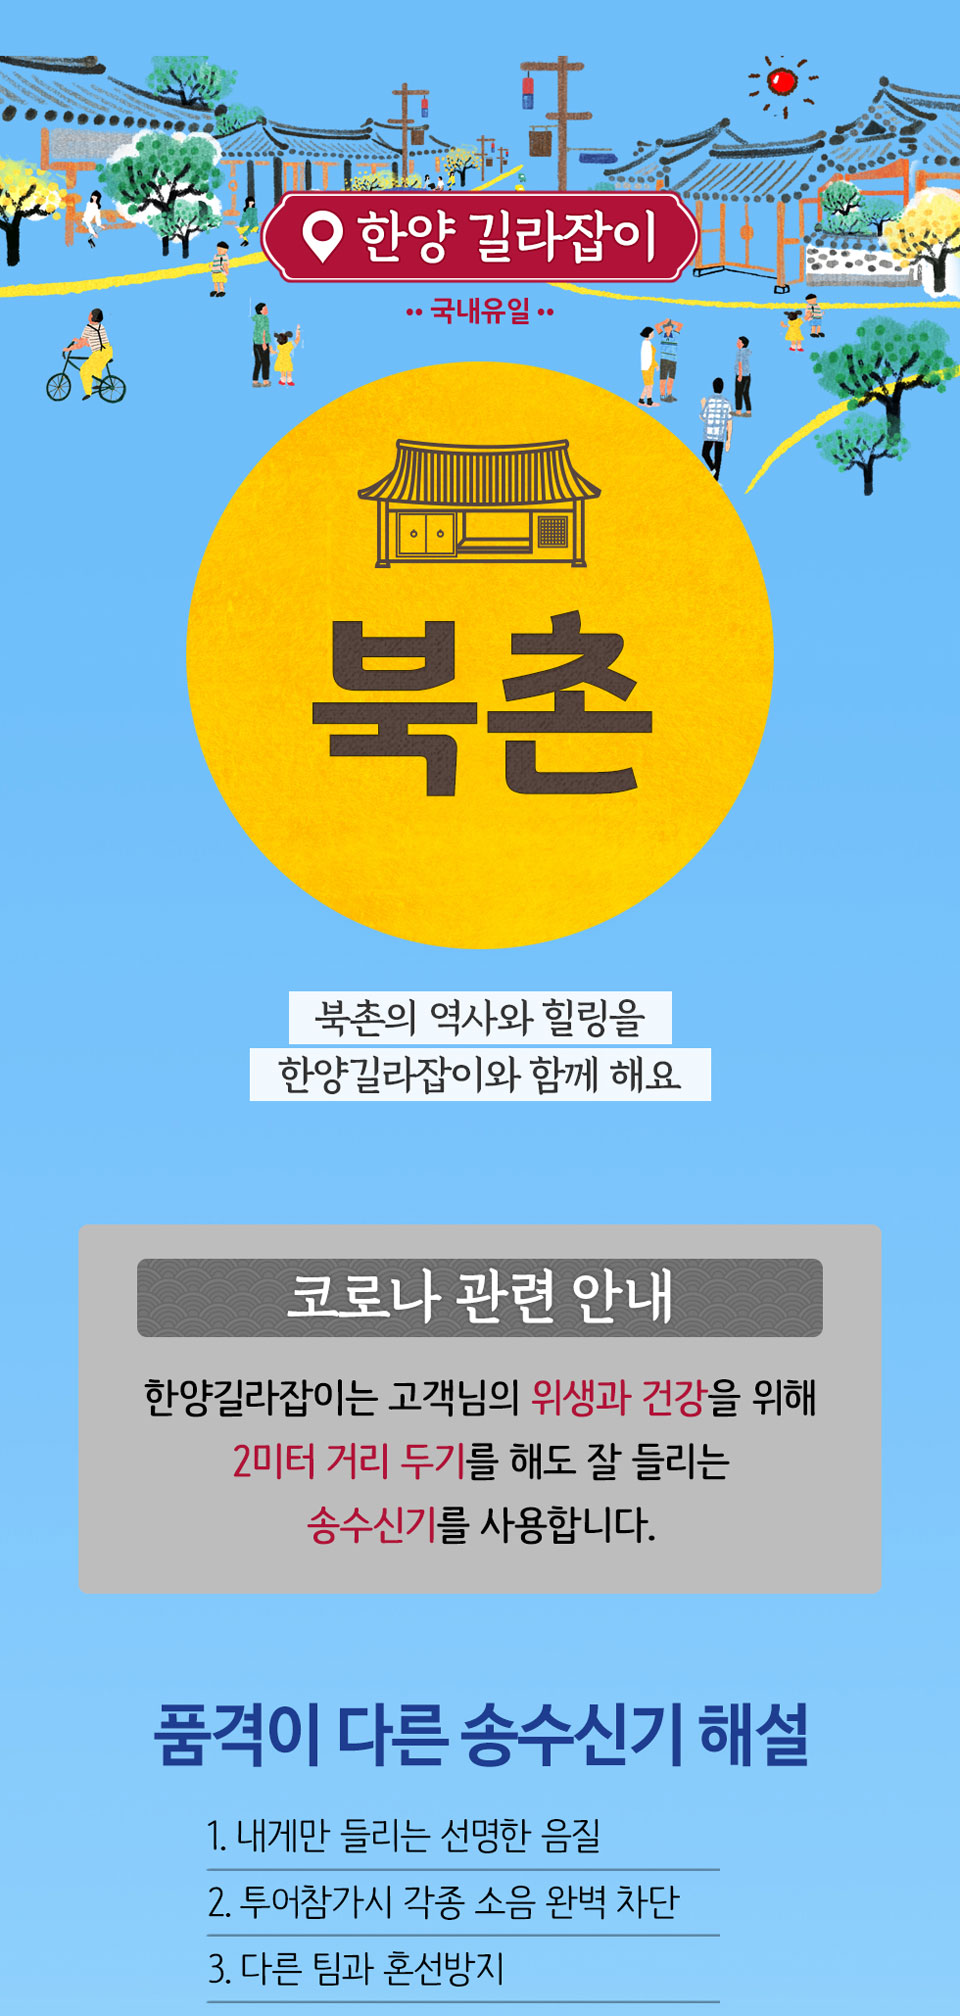 한양 길라잡이
•• 국내유일 ••
북촌
북촌의 역사와 힐링을
한양길라잡이와 함께 해요
코로나 관련 안내
한양길라잡이는 고객님의 위생과 건강을 위해
2미터 거리 두기를 해도 잘 들리는
송수신기를 사용합니다.
품격이 다른 송수신기 해설
1. 내게만 들리는 선명한 음질
2. 투어참가시 각종 소음 완벽 차단
3. 다른 팀과 혼선방지